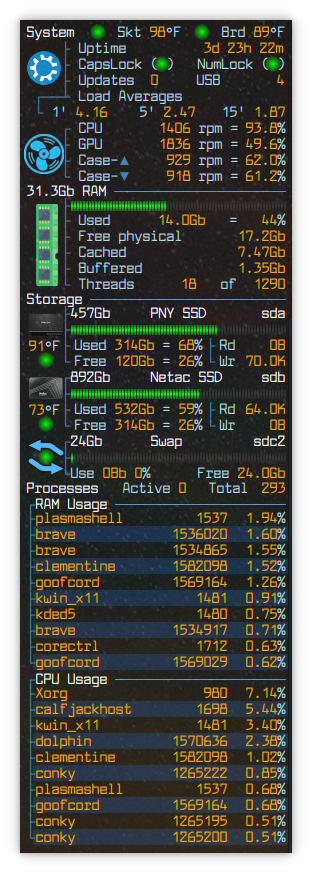 System Skt 98°F Brd 89°F
Uptime 3d 23h 22m
CapsLock ( ) NumLock ( )
Updates 0 USB 4
Load Averages
1' 4.16 5' 2.47 15' 1.87
CPU 1406 rpm = 93.8%
GPU 1836 rpm = 49.6%
Case-▲ 929 rpm = 62.0%
Case-▼ 918 rpm = 61.2%
31.3Gb RAM
Used 14.0Gb = 44%
Free physical 17.2Gb
Cached 7.47Gb
Buffered 1.35Gb
Threads 18 of 1290
Storage
457Gb PNY SSD sda
91°F Used 314Gb = 68% Rd 0B
Free 120Gb = 26% Wr 70.0K
892Gb Netac SSD sdb
73°F Used 532Gb = 59% Rd 64.0K
Free 314Gb = 26% Wr 0B
24Gb Swap sdc2
Use 0Bb 0% Free 24.0Gb
Processes Active 0 Total 293
RAM Usage
plasmashell 1537 1.94%
brave 1536020 1.60%
brave 1534865 1.55%
clementine 1582098 1.52%
goofcord 1569164 1.26%
kwin_x11 1481 0.91%
kded5 1480 0.75%
brave 1534917 0.71%
corectrl 1712 0.63%
goofcord 1569029 0.62%
CPU Usage
Xorg 980 7.14%
calfjackhost 1698 5.44%
kwin_x11 1481 3.40%
dolphin 1570636 2.38%
clementine 1582098 1.02%
conky 1265222 0.85%
plasmashell 1537 0.68%
goofcord 1569164 0.68%
conky 1265195 0.51%
conky 1265200 0.51%